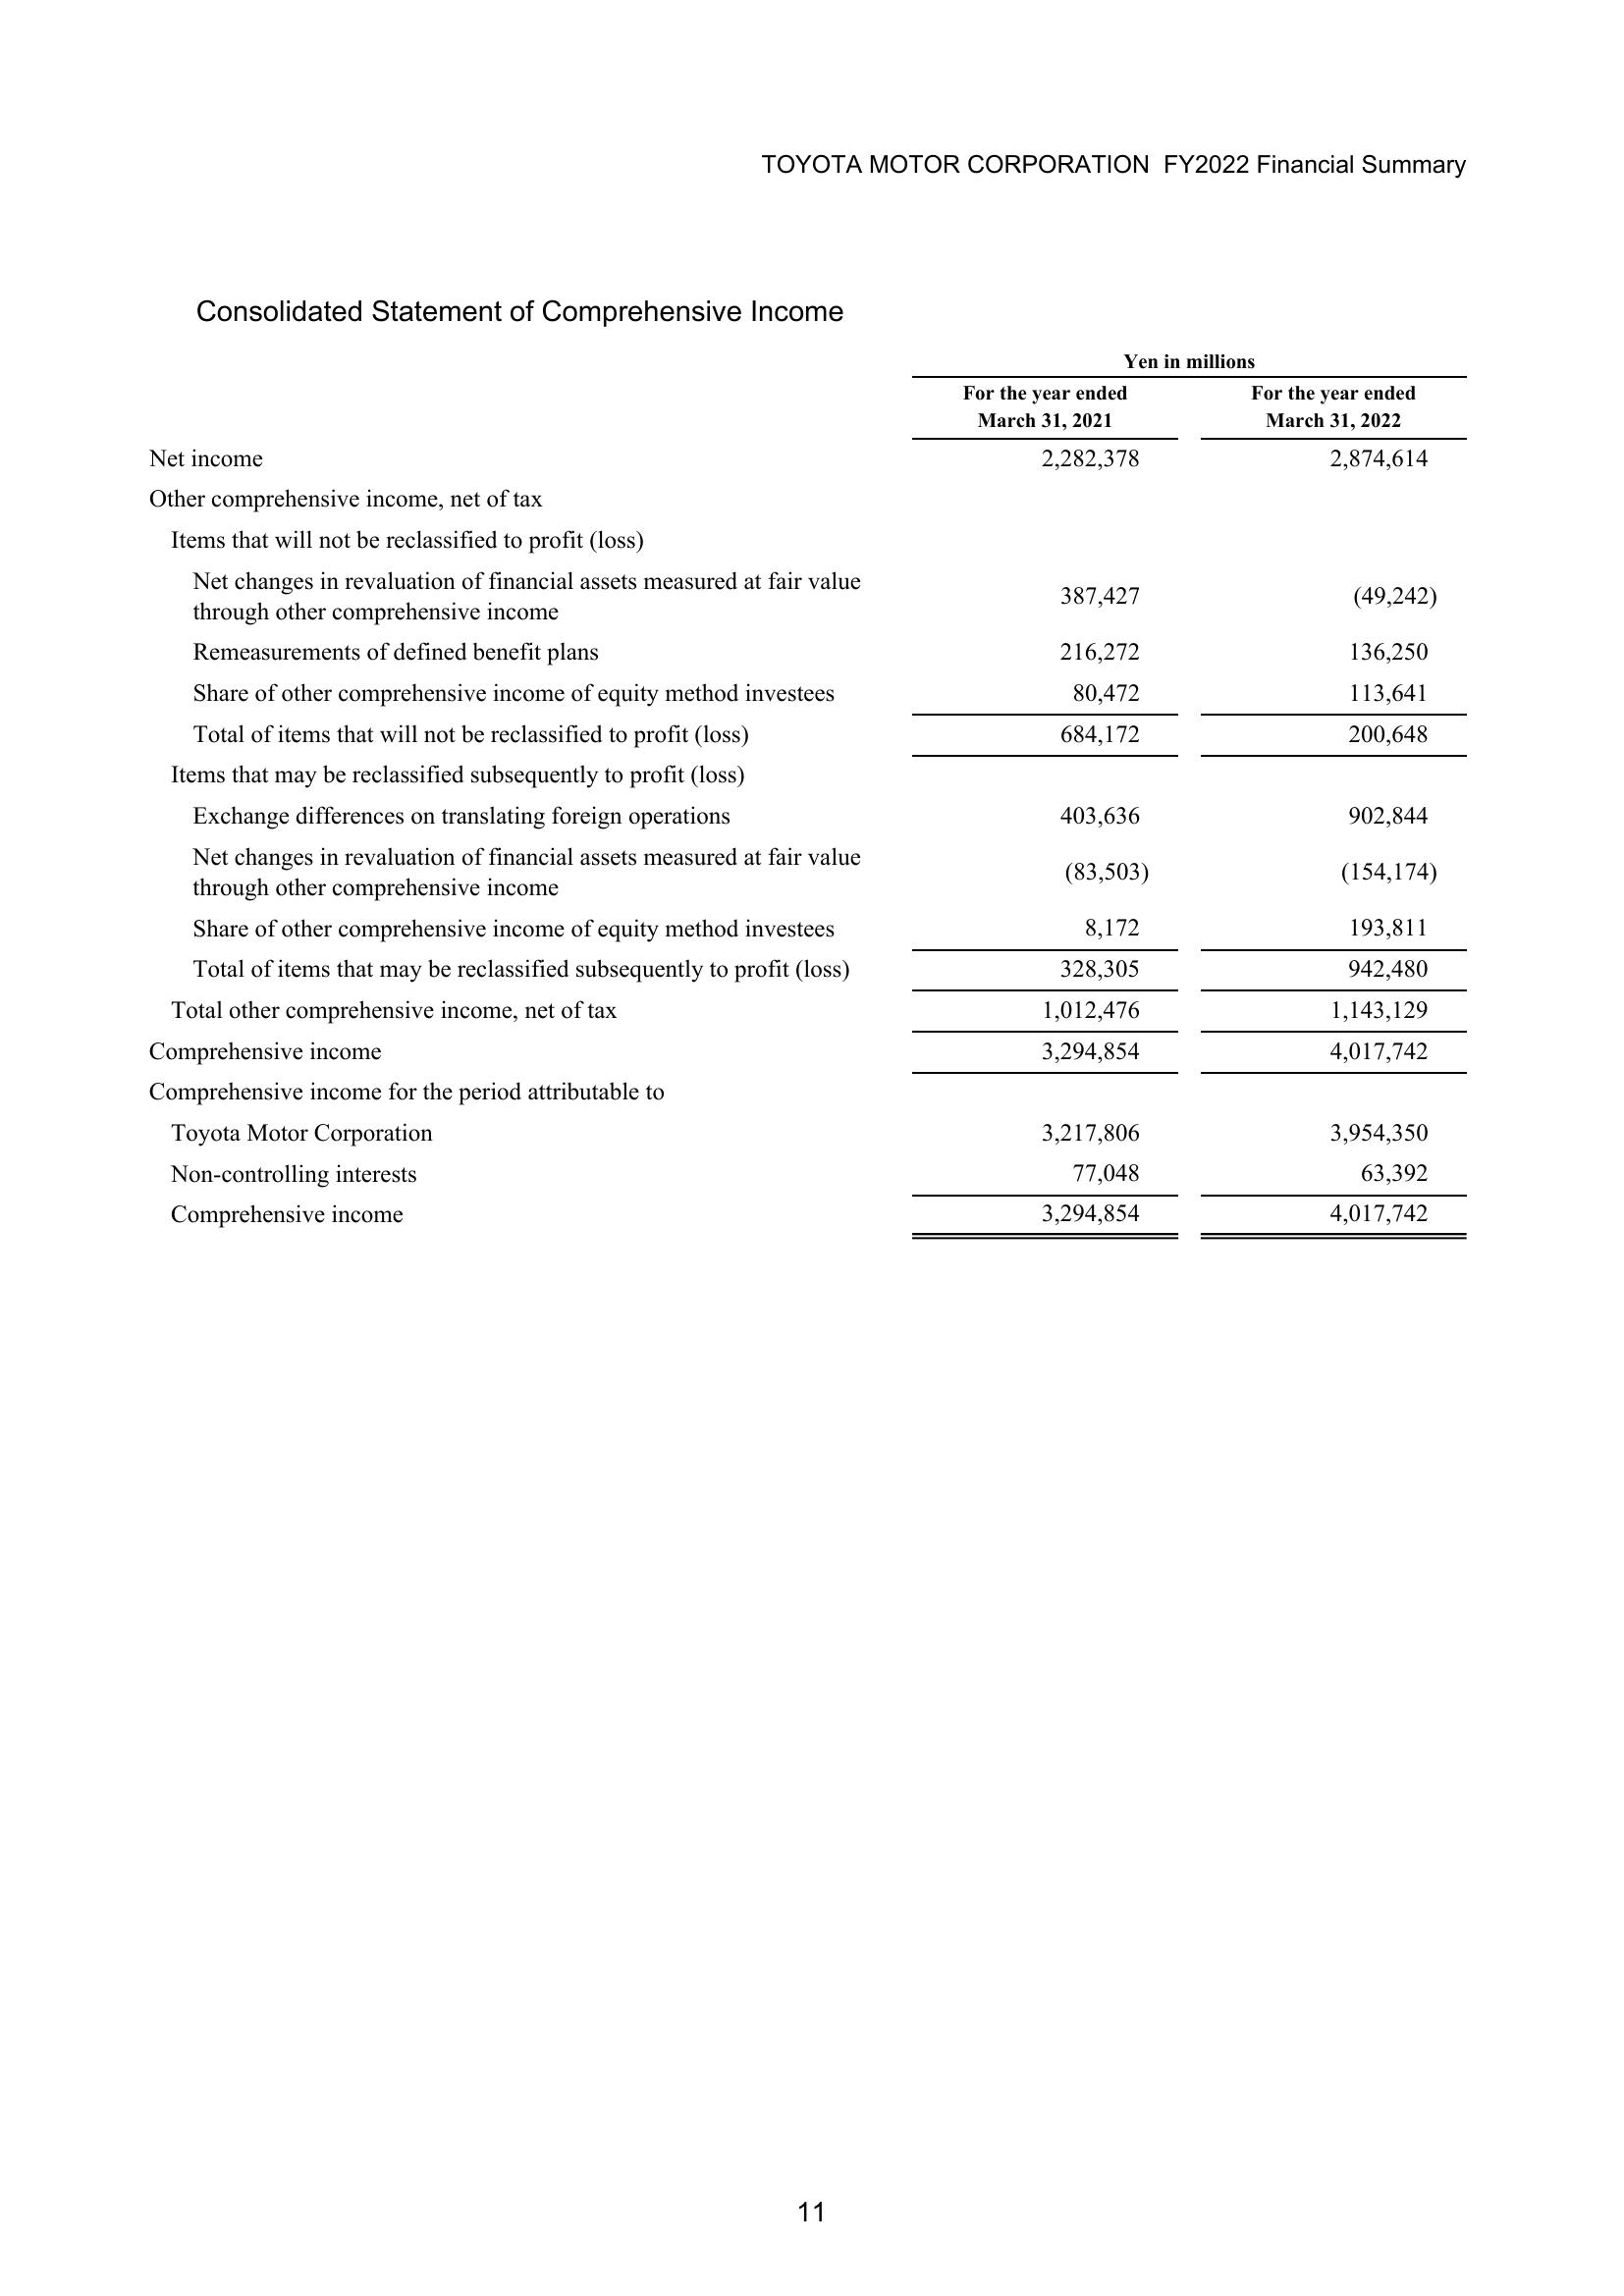 TOYOTA MOTOR CORPORATION FY2022 Financial Summary
Consolidated Statement of Comprehensive Income
Yen in millions
For the year ended March 31, 2021 For the year ended March 31, 2022
Net income 2,282,378 2,874,614
Other comprehensive income, net of tax
Items that will not be reclassified to profit (loss)
Net changes in revaluation of financial assets measured at fair value
through other comprehensive income 387,427 (49,242)
Remeasurements of defined benefit plans 216,272 136,250
Share of other comprehensive income of equity method investees 80,472 113,641
Total of items that will not be reclassified to profit (loss) 684,172 200,648
Items that may be reclassified subsequently to profit (loss)
Exchange differences on translating foreign operations 403,636 902,844
Net changes in revaluation of financial assets measured at fair value
through other comprehensive income (83,503) (154,174)
Share of other comprehensive income of equity method investees 8,172 193,811
Total of items that may be reclassified subsequently to profit (loss) 328,305 942,480
Total other comprehensive income, net of tax 1,012,476 1,143,129
Comprehensive income 3,294,854 4,017,742
Comprehensive income for the period attributable to
Toyota Motor Corporation 3,217,806 3,954,350
Non-controlling interests 77,048 63,392
Comprehensive income 3,294,854 4,017,742
11